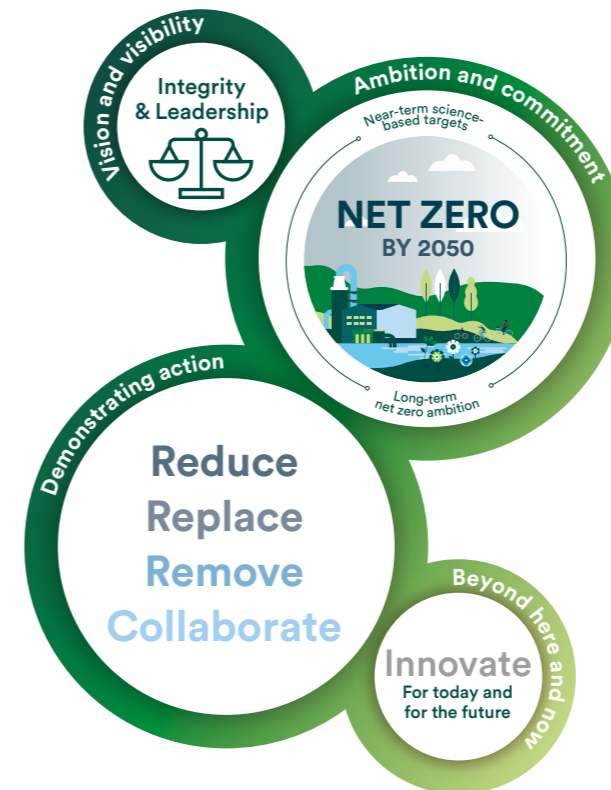 Vision and visibility
Integrity
& Leadership
Ambition and commitment
Near-term science-
based targets
NET ZERO
BY 2050
Long-term
net zero ambition
Demonstrating action
Reduce
Replace
Remove
Collaborate
Beyond here and now
Innovate
For today and
for the future